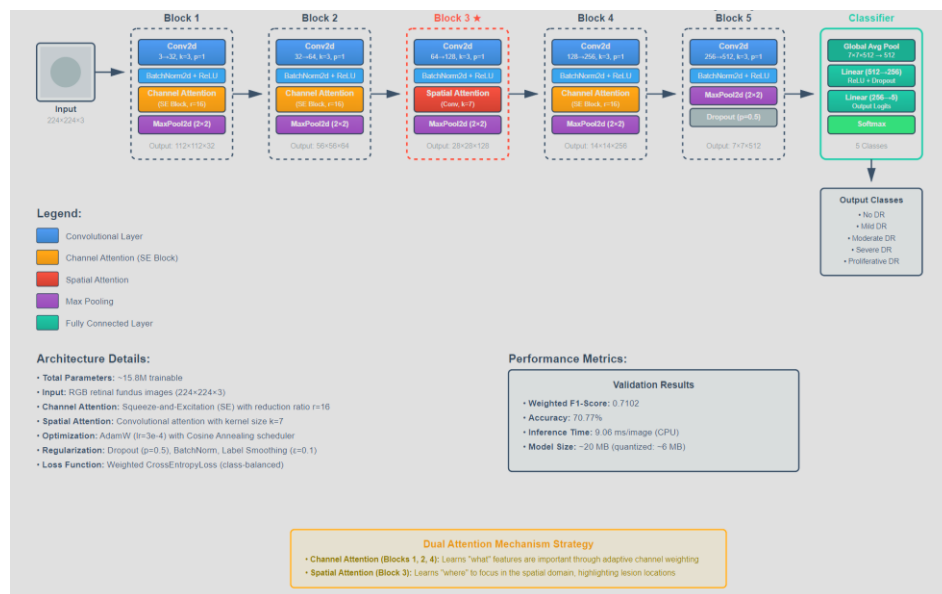 Block 1
Block 2
Block 3 ★
Block 4
Block 5
Classifier
Input
224×224×3
Conv2d
3→32, k=3, p=1
BatchNorm2d + ReLU
Channel Attention
(SE Block, r=16)
MaxPool2d (2×2)
Output: 112×112×32
Conv2d
32→64, k=3, p=1
BatchNorm2d + ReLU
Channel Attention
(SE Block, r=16)
MaxPool2d (2×2)
Output: 56×56×64
Conv2d
64→128, k=3, p=1
BatchNorm2d + ReLU
Spatial Attention
(Conv, k=7)
MaxPool2d (2×2)
Output: 28×28×128
Conv2d
128→256, k=3, p=1
BatchNorm2d + ReLU
Channel Attention
(SE Block, r=16)
MaxPool2d (2×2)
Output: 14×14×256
Conv2d
256→512, k=3, p=1
BatchNorm2d + ReLU
MaxPool2d (2×2)
Dropout (p=0.5)
Output: 7×7×512
Global Avg Pool
7×7×512 → 512
Linear (512→256)
ReLU + Dropout
Linear (256→5)
Output Logits
Softmax
5 Classes
Output Classes
• No DR
• Mild DR
• Moderate DR
• Severe DR
• Proliferative DR
Legend:
Convolutional Layer
Channel Attention (SE Block)
Spatial Attention
Max Pooling
Fully Connected Layer
Architecture Details:
• Total Parameters: ~15.8M trainable
• Input: RGB retinal fundus images (224×224×3)
• Channel Attention: Squeeze-and-Excitation (SE) with reduction ratio r=16
• Spatial Attention: Convolutional attention with kernel size k=7
• Optimization: AdamW (lr=3e-4) with Cosine Annealing scheduler
• Regularization: Dropout (p=0.5), BatchNorm, Label Smoothing (ε=0.1)
• Loss Function: Weighted CrossEntropyLoss (class-balanced)
Performance Metrics:
Validation Results
• Weighted F1-Score: 0.7102
• Accuracy: 70.77%
• Inference Time: 9.06 ms/image (CPU)
• Model Size: ~20 MB (quantized: ~6 MB)
Dual Attention Mechanism Strategy
• Channel Attention (Blocks 1, 2, 4): Learns "what" features are important through adaptive channel weighting
• Spatial Attention (Block 3): Learns "where" to focus in the spatial domain, highlighting lesion locations